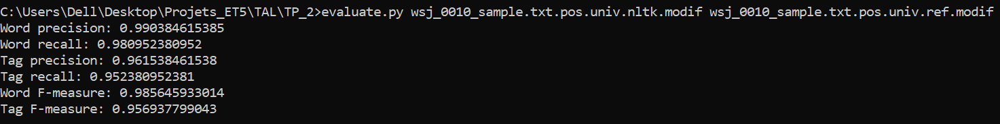 C:\Users\Dell\Desktop\Projets_ET5\TAL\TP_2>evaluate.py wsj_0010_sample.txt.pos.univ.nltk.modif wsj_0010_sample.txt.pos.univ.ref.modif
Word precision: 0.990384615385
Word recall: 0.980952380952
Tag precision: 0.961538461538
Tag recall: 0.952380952381
Word F-measure: 0.985645933014
Tag F-measure: 0.956937799043